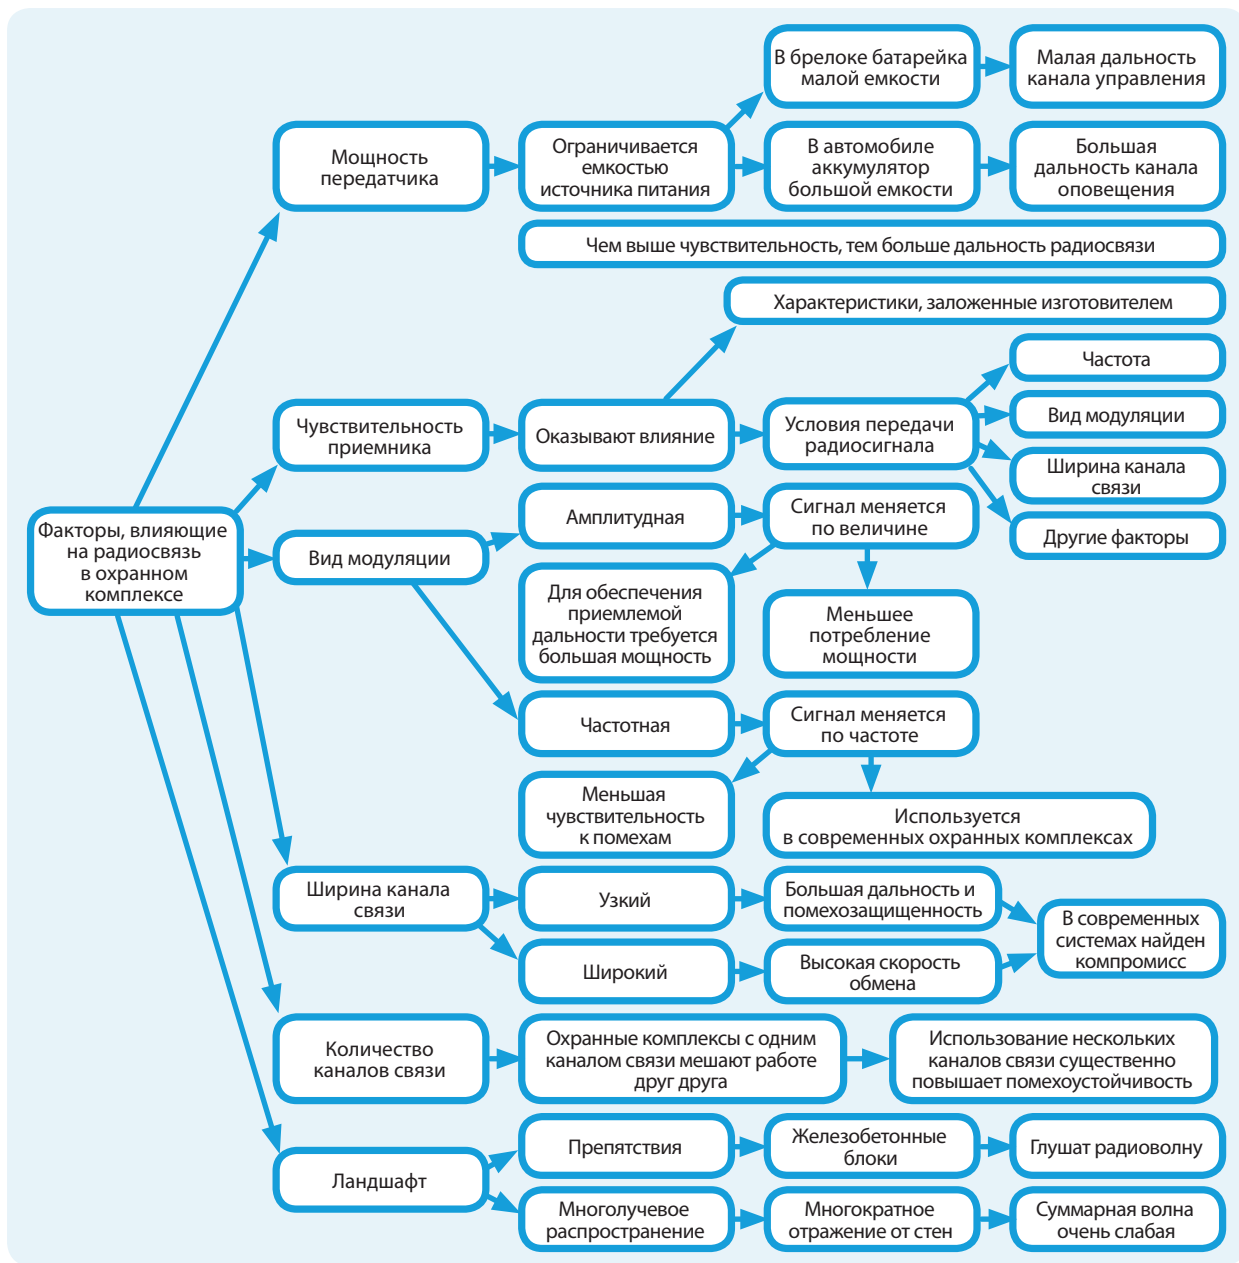 В брелоке батарейка
малой емкости
Малая дальность
канала управления
Мощность
передатчика
Ограничивается
емкостью
источника питания
В автомобиле
аккумулятор
большой емкости
Большая
дальность канала
оповещения
Чем выше чувствительность, тем больше дальность радиосвязи
Характеристики, заложенные изготовителем
Частота
Чувствительность
приемника
Оказывают влияние
Условия передачи
радиосигнала
Вид модуляции
Ширина канала
связи
Другие факторы
Факторы, влияющие
на радиосвязь
в охранном
комплексе
Вид модуляции
Амплитудная
Сигнал меняется
по величине
Для обеспечения
приемлемой
дальности требуется
большая мощность
Меньшее
потребление
мощности
Частотная
Сигнал меняется
по частоте
Меньшая
чувствительность
к помехам
Используется
в современных охранных комплексах
Ширина канала
связи
Узкий
Большая дальность и
помехозащищенность
В современных
системах найден
компромисс
Широкий
Высокая скорость
обмена
Количество
каналов связи
Охранные комплексы с одним
каналом связи мешают работе
друг друга
Использование нескольких
каналов связи существенно
повышает помехоустойчивость
Ландшафт
Препятствия
Железобетонные
блоки
Глушат радиоволну
Многолучевое
распространение
Многократное
отражение от стен
Суммарная волна
очень слабая